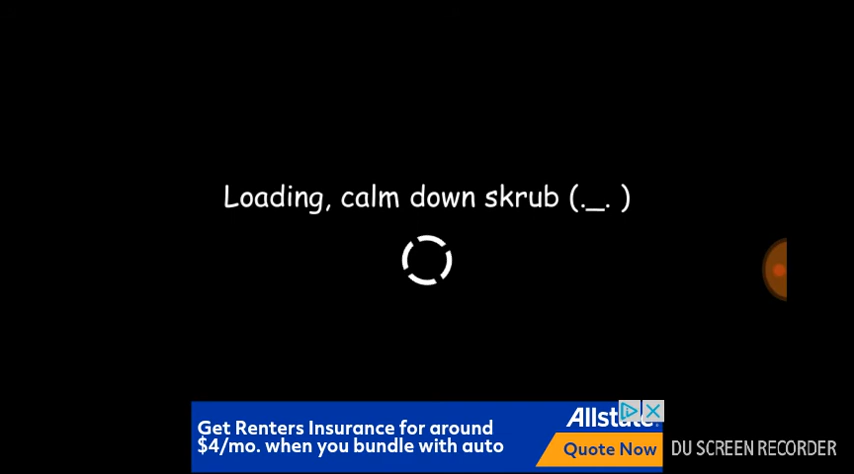 Loading, calm down skrub (._. )
Get Renters Insurance for around
$4/mo. when you bundle with auto
Allstate
Quote Now
DU SCREEN RECORDER